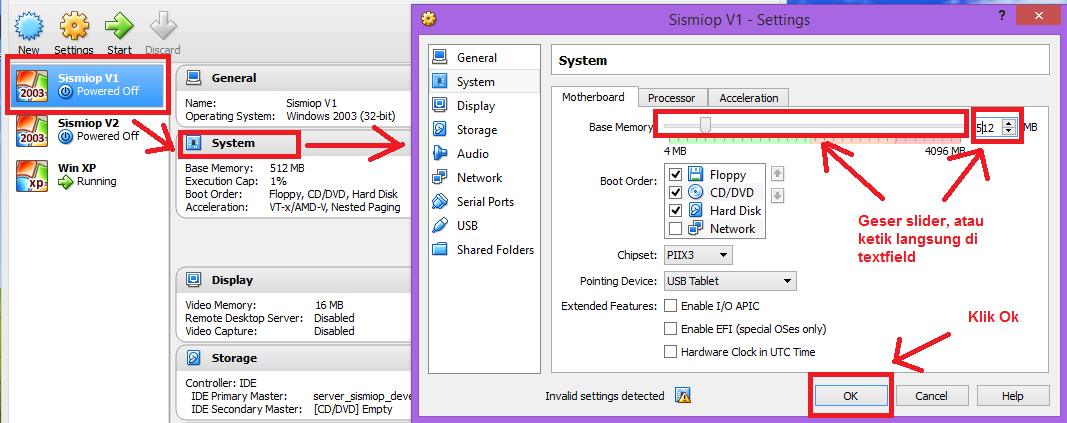 New Settings Start Discard
2003
Sismiop V1
Powered Off
2003
Sismiop V2
Powered Off
xp
Win XP
Running
General
Name: Sismiop V1
Operating System: Windows 2003 (32-bit)
System
Base Memory: 512 MB
Execution Cap: 1%
Boot Order: Floppy, CD/DVD, Hard Disk
Acceleration: VT-x/AMD-V, Nested Paging
Display
Video Memory: 16 MB
Remote Desktop Server: Disabled
Video Capture: Disabled
Storage
Controller: IDE
IDE Primary Master: server_sismiop_deve
IDE Secondary Master: [CD/DVD] Empty
Sismiop V1 - Settings
? ×
General
System
Display
Storage
Audio
Network
Serial Ports
USB
Shared Folders
System
Motherboard Processor Acceleration
Base Memory 512 MB
4 MB 4096 MB
Boot Order:
Floppy
CD/DVD
Hard Disk
Network
Geser slider, atau
ketik langsung di
textfield
Chipset: PIIX3
Pointing Device: USB Tablet
Extended Features: Enable I/O APIC
Enable EFI (special OSes only)
Hardware Clock in UTC Time
Klik Ok
Invalid settings detected
OK Cancel Help